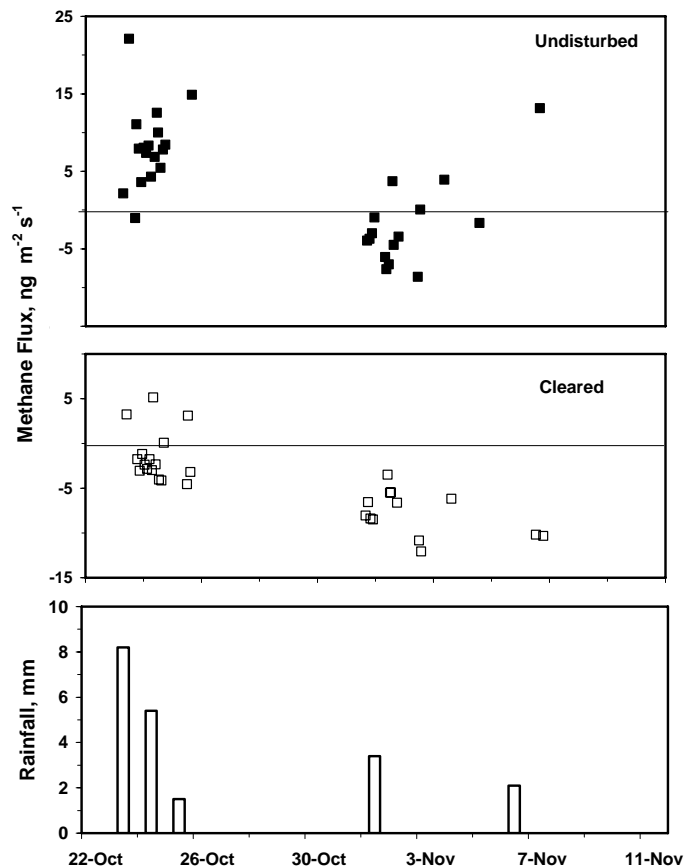 25
15
5
-5
Undisturbed
Methane Flux, ng m-2 s-1
5
-5
-15
Cleared
10
8
6
4
2
0
Rainfall, mm
22-Oct 26-Oct 30-Oct 3-Nov 7-Nov 11-Nov